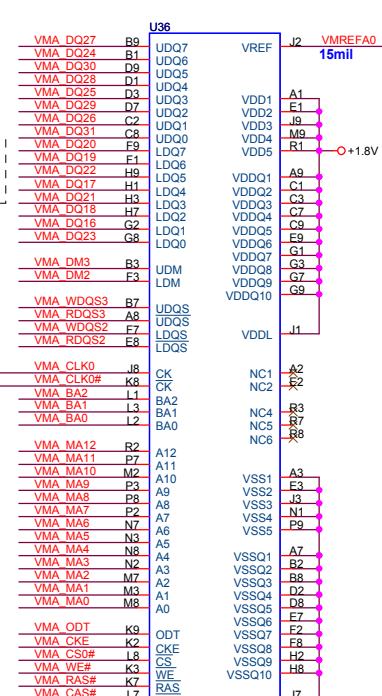 U36
VMA_DQ27 B9 UDQ7
VMA_DQ24 B1 UDQ6
VMA_DQ30 D9 UDQ5
VMA_DQ28 D1 UDQ4
VMA_DQ25 D3 UDQ3
VMA_DQ29 D7 UDQ2
VMA_DQ26 C2 UDQ1
VMA_DQ31 C8 UDQ0
VMA_DQ20 F9 LDQ7
VMA_DQ19 F1 LDQ6
VMA_DQ22 H9 LDQ5
VMA_DQ17 H1 LDQ4
VMA_DQ21 H3 LDQ3
VMA_DQ18 H7 LDQ2
VMA_DQ16 G2 LDQ1
VMA_DQ23 G8 LDQ0
VMA_DM3 B3 UDM
VMA_DM2 F3 LDM
VMA_WDQS3 B7 UDQS
VMA_RDQS3 A8 UDQS
VMA_WDQS2 F7 LDQS
VMA_RDQS2 E8 LDQS
VMA_CLK0 J8 CK
VMA_CLK0# K8 CK
VMA_BA2 L1 BA2
VMA_BA1 L3 BA1
VMA_BA0 L2 BA0
VMA_MA12 R2 A12
VMA_MA11 P7 A11
VMA_MA10 M2 A10
VMA_MA9 P3 A9
VMA_MA8 P8 A8
VMA_MA7 P2 A7
VMA_MA6 N7 A6
VMA_MA5 N3 A5
VMA_MA4 N8 A4
VMA_MA3 N2 A3
VMA_MA2 M7 A2
VMA_MA1 M3 A1
VMA_MA0 M8 A0
VMA_ODT K9 ODT
VMA_CKE K2 CKE
VMA_CS0# L8 CS
VMA_WE# K3 WE
VMA_RAS# K7 RAS
VMA_CAS# L7
VREF J2 VMREFA0
15mil
VDD1 A1
VDD2 E1
VDD3 J9
VDD4 M9
VDD5 R1 +1.8V
VDDQ1 A9
VDDQ2 C1
VDDQ3 C3
VDDQ4 C7
VDDQ5 C9
VDDQ6 E9
VDDQ7 G1
VDDQ8 G3
VDDQ9 G7
VDDQ10 G9
VDDL J1
NC1 A2
NC2 E2
NC4 R3
NC5 R7
NC6 R8
VSS1 A3
VSS2 E3
VSS3 J3
VSS4 N1
VSS5 P9
VSSQ1 A7
VSSQ2 B2
VSSQ3 B8
VSSQ4 D2
VSSQ5 D8
VSSQ6 E7
VSSQ7 F2
VSSQ8 F8
VSSQ9 H2
VSSQ10 H8
J7